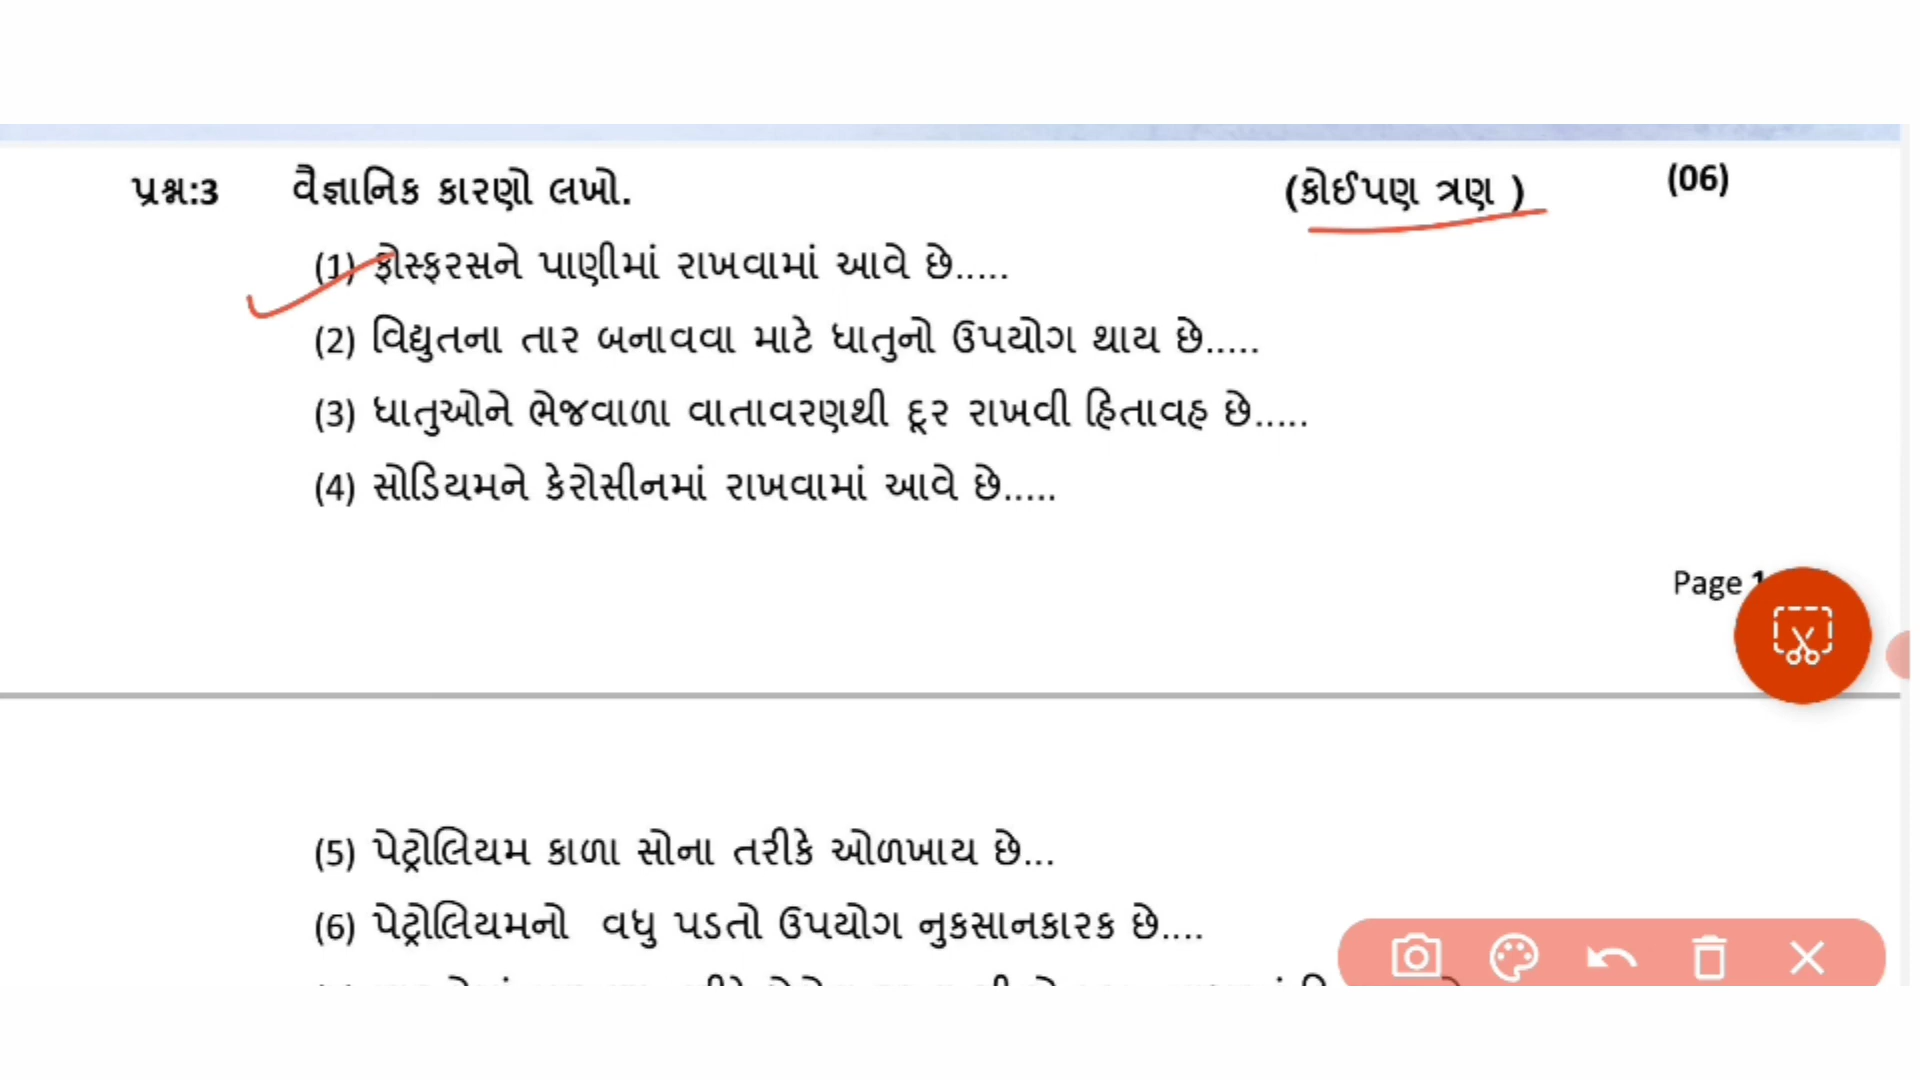 પ્રશ્ન:3 વૈજ્ઞાનિક કારણો લખો. (કોઈપણ ત્રણ ) (06)
(1) ફોસ્ફરસને પાણીમાં રાખવામાં આવે છે.....
(2) વિદ્યુતના તાર બનાવવા માટે ધાતુનો ઉપયોગ થાય છે.....
(3) ધાતુઓને ભેજવાળા વાતાવરણથી દૂર રાખવી હિતાવહ છે.....
(4) સોડિયમને કેરોસીનમાં રાખવામાં આવે છે.....
Page 1
(5) પેટ્રોલિયમ કાળા સોના તરીકે ઓળખાય છે...
(6) પેટ્રોલિયમનો વધુ પડતો ઉપયોગ નુકસાનકારક છે....